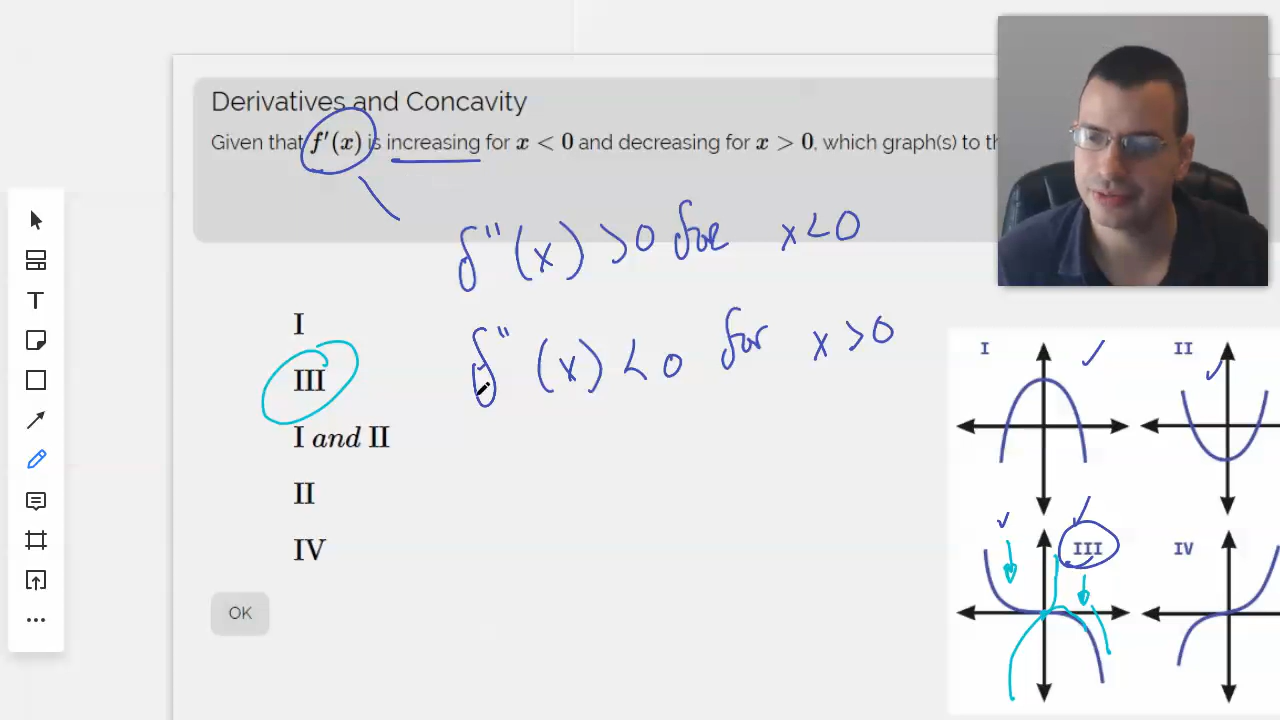 Derivatives and Concavity
Given that f'(x) is increasing for x < 0 and decreasing for x > 0, which graph(s) to
f''(x) >0 for x<0
f''(x) <0 for x>0
I
III
I and II
II
IV
OK
I
II
III
IV
T